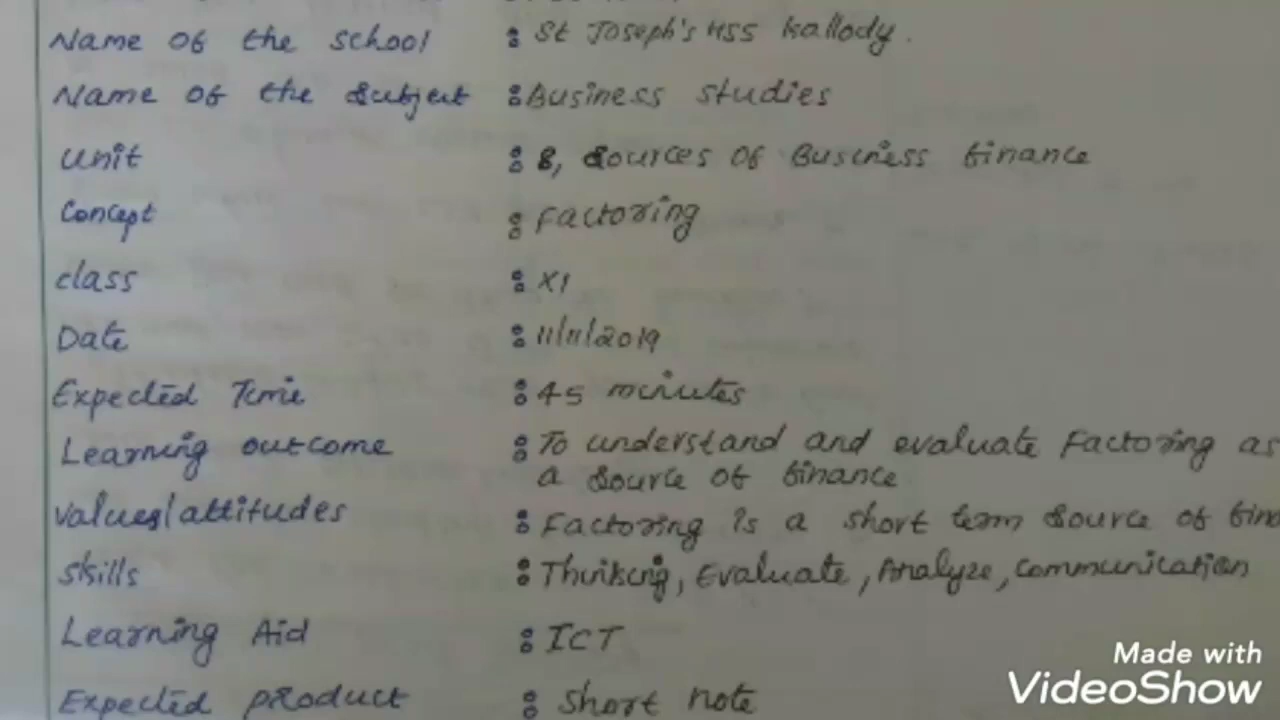 Name of the school : St Joseph's HSS Kallody.
Name of the Subject : Business studies
Unit : 8, Sources of Business finance
Concept : Factoring
class : XI
Date : 11/11/2019
Expected Time : 45 minutes
Learning outcome : To understand and evaluate Factoring as
a Source of finance
values/attitudes : Factoring is a short term source of fin
skills : Thinking, Evaluate, Analyze, communication
Learning Aid : ICT
Expected product : Short note
Made with
VideoShow